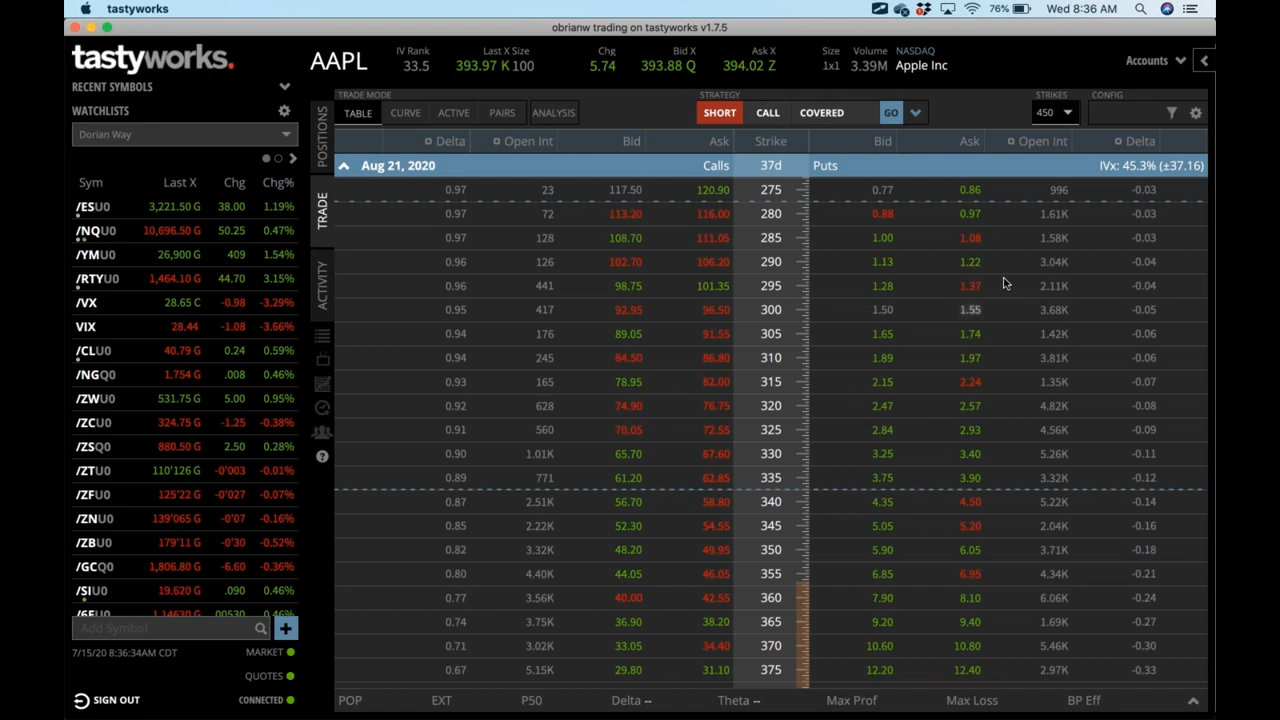 tastyworks
76%
Wed 8:36 AM
obrianw trading on tastyworks v1.7.5
tastyworks.
RECENT SYMBOLS
WATCHLISTS
Dorian Way
Sym Last X Chg Chg%
/ESU0 3,221.50 G 38.00 1.19%
/NQU0 10,696.50 G 50.25 0.47%
/YMU0 26,900 G 409 1.54%
/RTYU0 1,464.10 G 44.70 3.15%
/VX 28.65 C -0.98 -3.29%
VIX 28.44 -1.08 -3.66%
/CLU0 40.79 G 0.24 0.59%
/NGQ0 1.754 G .008 0.46%
/ZWU0 531.75 G 5.00 0.95%
/ZCU0 324.75 G -1.25 -0.38%
/ZSQ0 880.50 G 2.50 0.28%
/ZTU0 110'126 G -0'003 -0.01%
/ZFU0 125'22 G -0'027 -0.07%
/ZNU0 139'065 G -0'07 -0.16%
/ZBU0 179'11 G -0'30 -0.52%
/GCQ0 1,806.80 G -6.60 -0.36%
/SIU0 19.620 G .090 0.46%
/6EU0 1.14630 G .00530 0.46%
Add Symbol
7/15/20 8:36:34AM CDT MARKET
QUOTES
SIGN OUT CONNECTED
AAPL
IV Rank Last X Size Chg Bid X Ask X Size Volume NASDAQ
33.5 393.97 K 100 5.74 393.88 Q 394.02 Z 1x1 3.39M Apple Inc
Accounts
POSITIONS
TRADE
ACTIVITY
TRADE MODE STRATEGY STRIKES CONFIG
TABLE CURVE ACTIVE PAIRS ANALYSIS SHORT CALL COVERED GO 450
Delta Open Int Bid Ask Strike Bid Ask Open Int Delta
Aug 21, 2020 Calls 37d Puts IVx: 45.3% (±37.16)
0.97 23 117.50 120.90 275 0.77 0.86 996 -0.03
0.97 72 113.20 116.00 280 0.88 0.97 1.61K -0.03
0.97 128 108.70 111.05 285 1.00 1.08 1.58K -0.03
0.96 126 102.70 106.20 290 1.13 1.22 3.04K -0.04
0.96 441 98.75 101.35 295 1.28 1.37 2.11K -0.04
0.95 417 92.95 96.50 300 1.50 1.55 3.68K -0.05
0.94 176 89.05 91.55 305 1.65 1.74 1.42K -0.06
0.94 245 84.50 86.80 310 1.89 1.97 3.81K -0.06
0.93 165 78.95 82.00 315 2.15 2.24 1.35K -0.07
0.92 628 74.90 76.75 320 2.47 2.57 4.82K -0.08
0.91 560 70.05 72.55 325 2.84 2.93 4.56K -0.09
0.90 1.01K 65.70 67.60 330 3.25 3.40 5.26K -0.11
0.89 771 61.20 62.85 335 3.75 3.90 3.32K -0.12
0.87 2.51K 56.70 58.80 340 4.35 4.50 5.22K -0.14
0.85 2.22K 52.30 54.55 345 5.05 5.20 2.04K -0.16
0.82 3.32K 48.20 49.95 350 5.90 6.05 3.71K -0.18
0.80 4.40K 44.05 46.05 355 6.85 6.95 4.34K -0.21
0.77 3.56K 40.00 42.55 360 7.90 8.10 6.06K -0.24
0.74 3.75K 36.90 38.20 365 9.20 9.40 1.69K -0.27
0.71 3.02K 33.05 34.40 370 10.60 10.80 5.46K -0.30
0.67 5.15K 29.80 31.10 375 12.20 12.40 2.97K -0.33
POP EXT P50 Delta -- Theta -- Max Prof Max Loss BP Eff